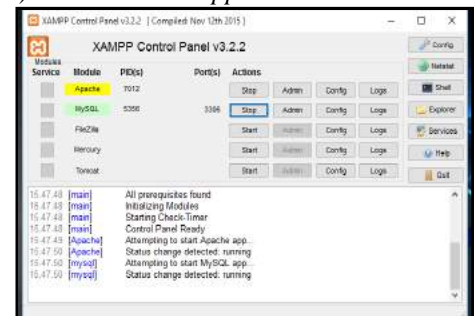 XAMPP Control Panel v3.2.2 [ Compiled: Nov 12th 2015 ]
XAMPP Control Panel v3.2.2
Config
Netstat
Shell
Explorer
Services
Help
Quit
Modules
Service Module PID(s) Port(s) Actions
Apache 7012 Stop Admin Config Logs
MySQL 5356 3306 Stop Admin Config Logs
FileZilla Start Admin Config Logs
Mercury Start Admin Config Logs
Tomcat Start Admin Config Logs
15.47.48 [main] All prerequisites found
15.47.48 [main] Initializing Modules
15.47.48 [main] Starting Check-Timer
15.47.48 [main] Control Panel Ready
15.47.49 [Apache] Attempting to start Apache app...
15.47.50 [Apache] Status change detected: running
15.47.50 [mysql] Attempting to start MySQL app...
15.47.50 [mysql] Status change detected: running